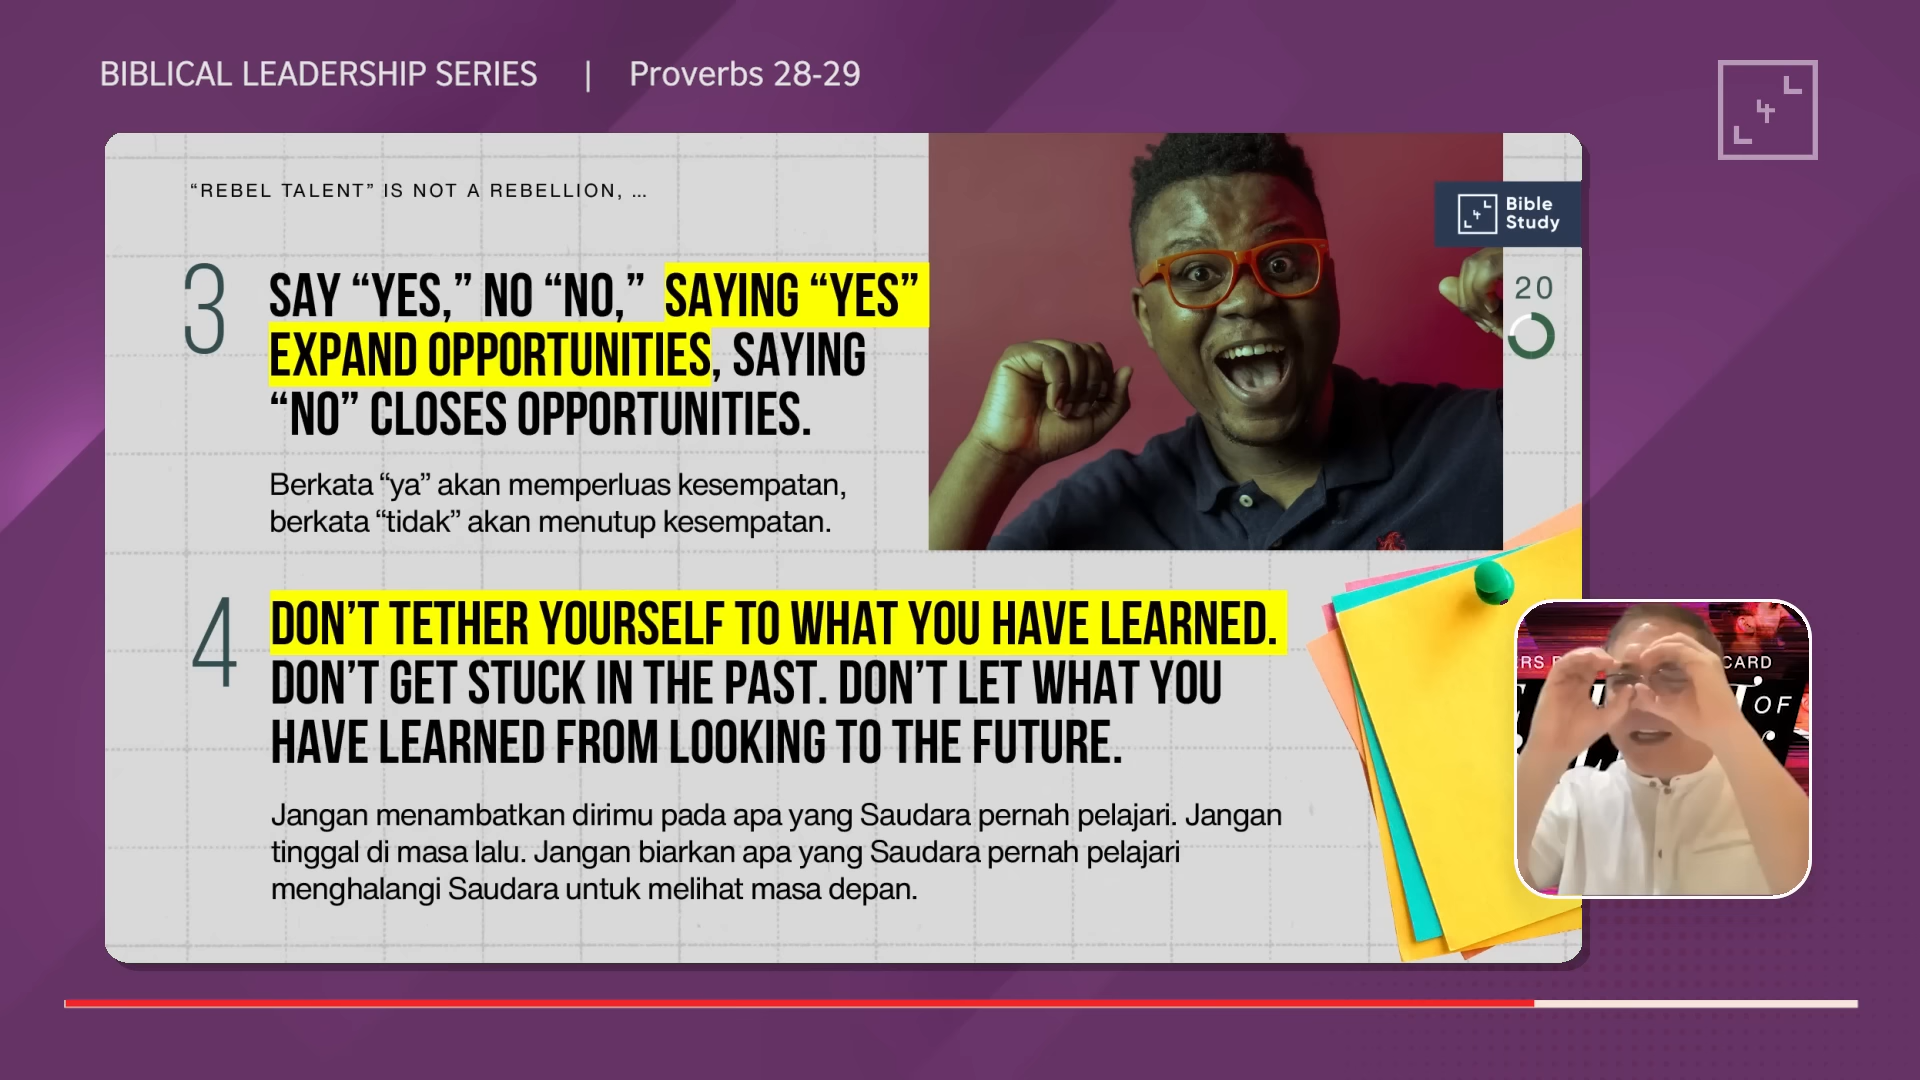 BIBLICAL LEADERSHIP SERIES | Proverbs 28-29
“REBEL TALENT” IS NOT A REBELLION, ...
Bible
Study
20
3
SAY “YES,” NO “NO,” SAYING “YES”
EXPAND OPPORTUNITIES, SAYING
“NO” CLOSES OPPORTUNITIES.
Berkata “ya” akan memperluas kesempatan,
berkata “tidak” akan menutup kesempatan.
4
DON’T TETHER YOURSELF TO WHAT YOU HAVE LEARNED.
DON’T GET STUCK IN THE PAST. DON’T LET WHAT YOU
HAVE LEARNED FROM LOOKING TO THE FUTURE.
Jangan menambatkan dirimu pada apa yang Saudara pernah pelajari. Jangan
tinggal di masa lalu. Jangan biarkan apa yang Saudara pernah pelajari
menghalangi Saudara untuk melihat masa depan.
CARD
OF